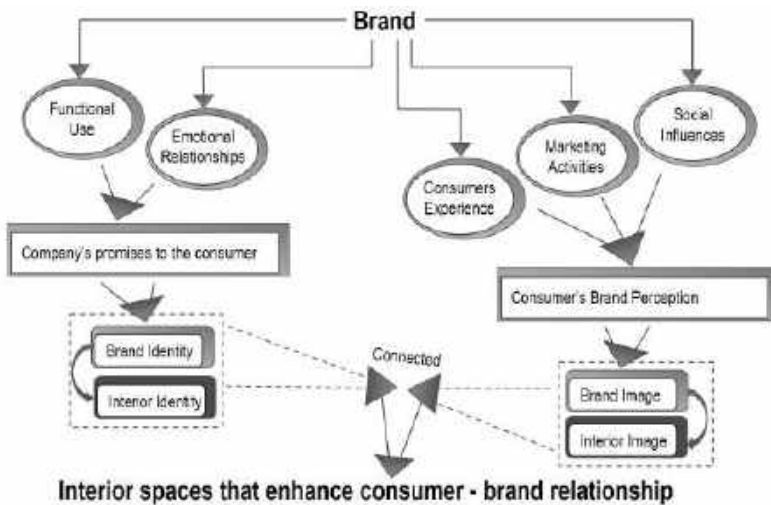 Brand
Functional
Use
Emotional
Relationships
Consumers
Experience
Marketing
Activities
Social
Influences
Company's promises to the consumer
Consumer's Brand Perception
Brand Identity
Interior Identity
Connected
Brand Image
Interior Image
Interior spaces that enhance consumer - brand relationship